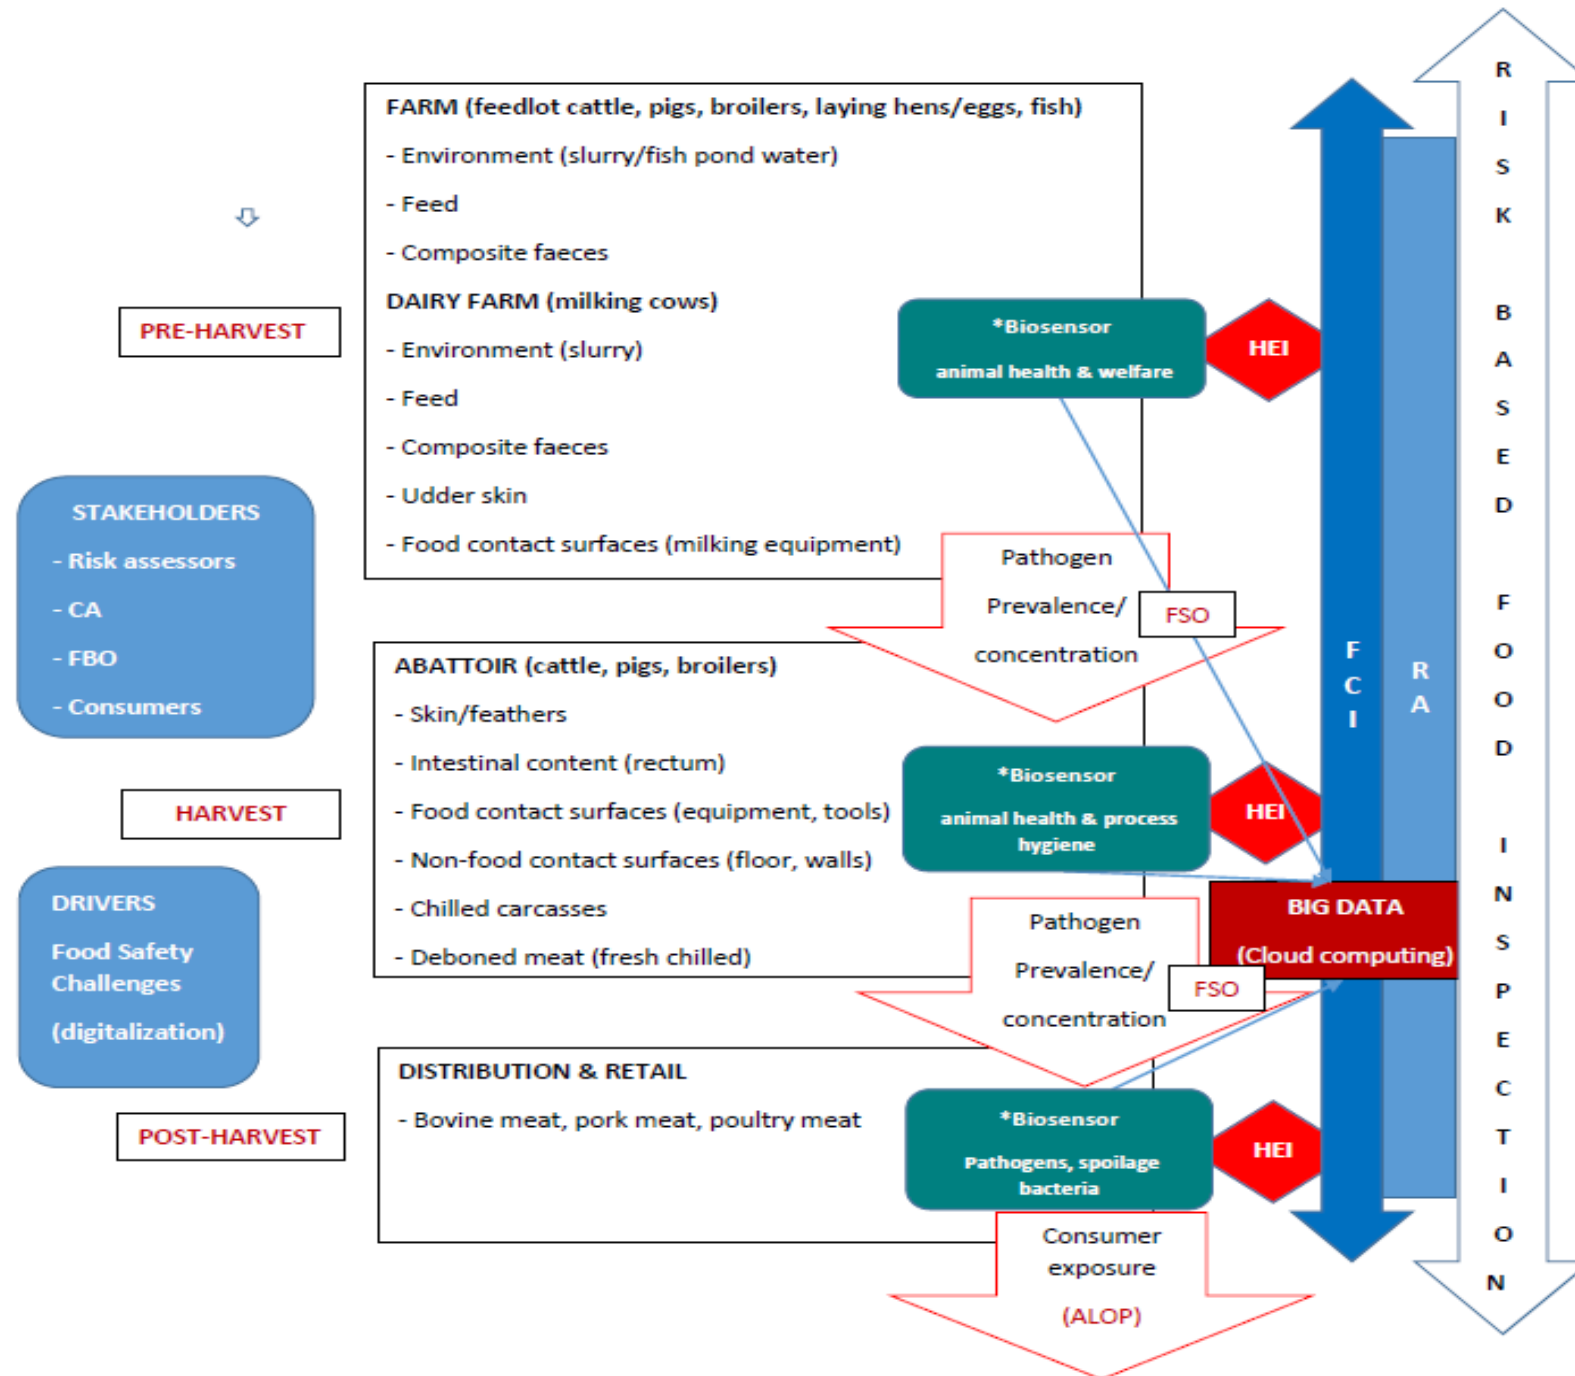 FARM (feedlot cattle, pigs, broilers, laying hens/eggs, fish)
- Environment (slurry/fish pond water)
- Feed
- Composite faeces
DAIRY FARM (milking cows)
- Environment (slurry)
- Feed
- Composite faeces
- Udder skin
- Food contact surfaces (milking equipment)
PRE-HARVEST
*Biosensor
animal health & welfare
HEI
STAKEHOLDERS
- Risk assessors
- CA
- FBO
- Consumers
Pathogen
Prevalence/
concentration
FSO
ABATTOIR (cattle, pigs, broilers)
- Skin/feathers
- Intestinal content (rectum)
- Food contact surfaces (equipment, tools)
- Non-food contact surfaces (floor, walls)
- Chilled carcasses
- Deboned meat (fresh chilled)
HARVEST
*Biosensor
animal health & process
hygiene
HEI
DRIVERS
Food Safety
Challenges
(digitalization)
BIG DATA
(Cloud computing)
Pathogen
Prevalence/
concentration
FSO
DISTRIBUTION & RETAIL
- Bovine meat, pork meat, poultry meat
POST-HARVEST
*Biosensor
Pathogens, spoilage
bacteria
HEI
Consumer
exposure
(ALOP)
FCI
RA
RISK BASED FOOD INSPECTION